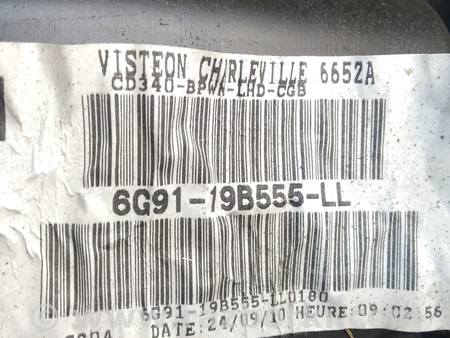 VISTEON CHARLEVILLE 6652A
CD340-BPWA-LHD-CGB
6G91-19B555-LL
6G91-19B555-LL0180
DATE:24/09/10 HEURE:09:02:56